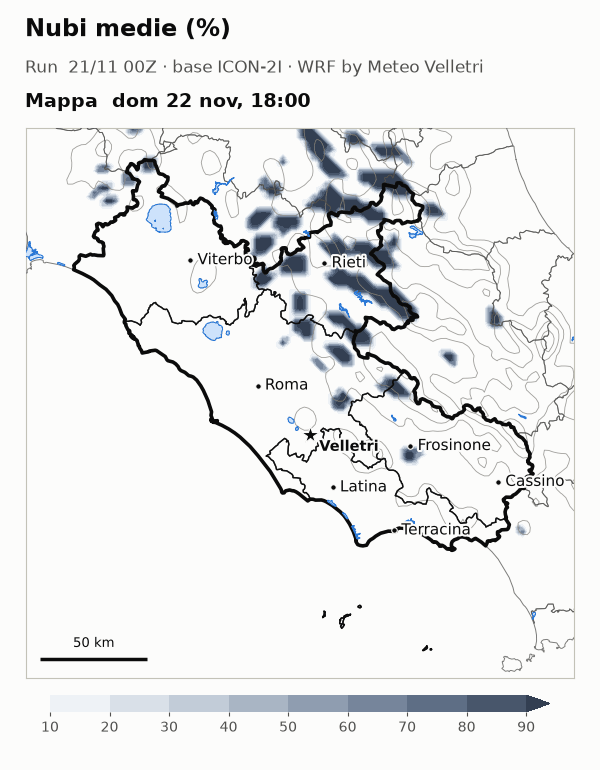 Nubi medie (%)
Run  21/11 00Z · base ICON-2I · WRF by Meteo Velletri
Mappa  dom 22 nov, 18:00
Viterbo
Rieti
Roma
Velletri
Frosinone
Cassino
Latina
Terracina
50 km
10 20 30 40 50 60 70 80 90